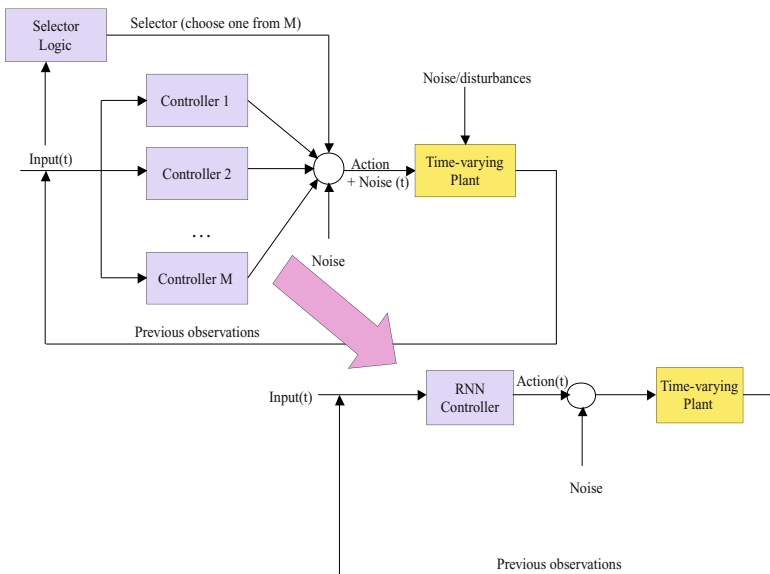 Selector
Logic
Selector (choose one from M)
Noise/disturbances
Controller 1
Input(t)
Controller 2
Action
+ Noise (t)
Time-varying
Plant
...
Controller M
Noise
Previous observations
Input(t)
RNN
Controller
Action(t)
Time-varying
Plant
Noise
Previous observations